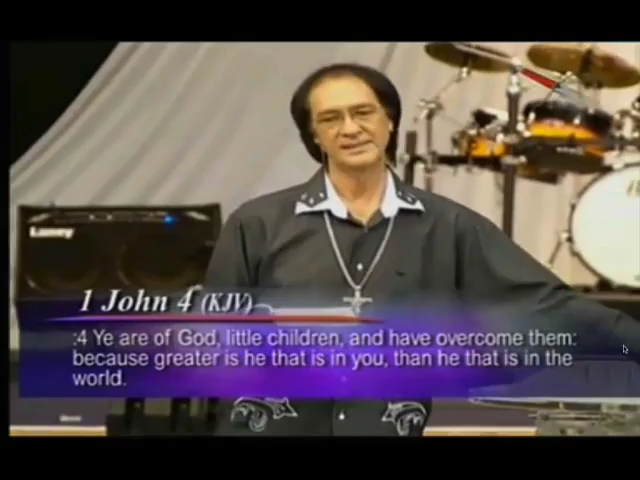 Laney
1 John 4 (KJV)
:4 Ye are of God, little children, and have overcome them:
because greater is he that is in you, than he that is in the
world.